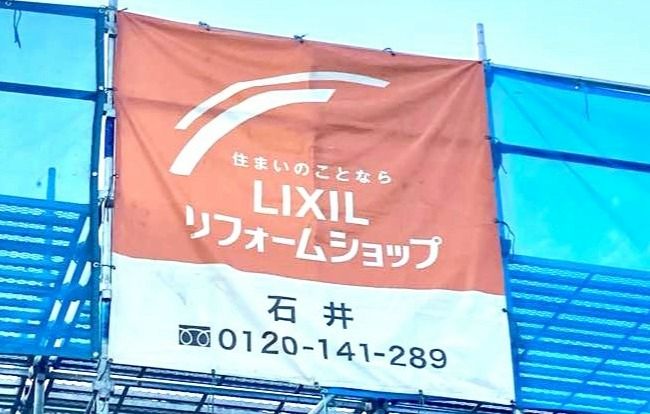 住まいのことなら
LIXIL
リフォームショップ
石井
0120-141-289